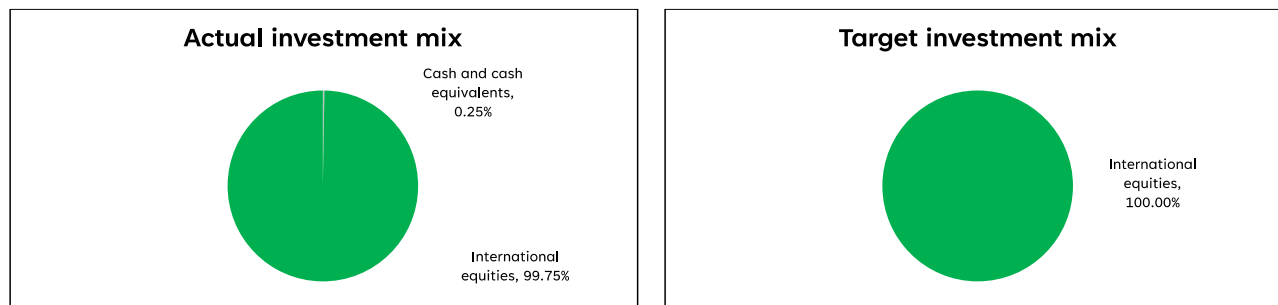 Actual investment mix
Cash and cash
equivalents,
0.25%
International
equities, 99.75%
Target investment mix
International
equities,
100.00%